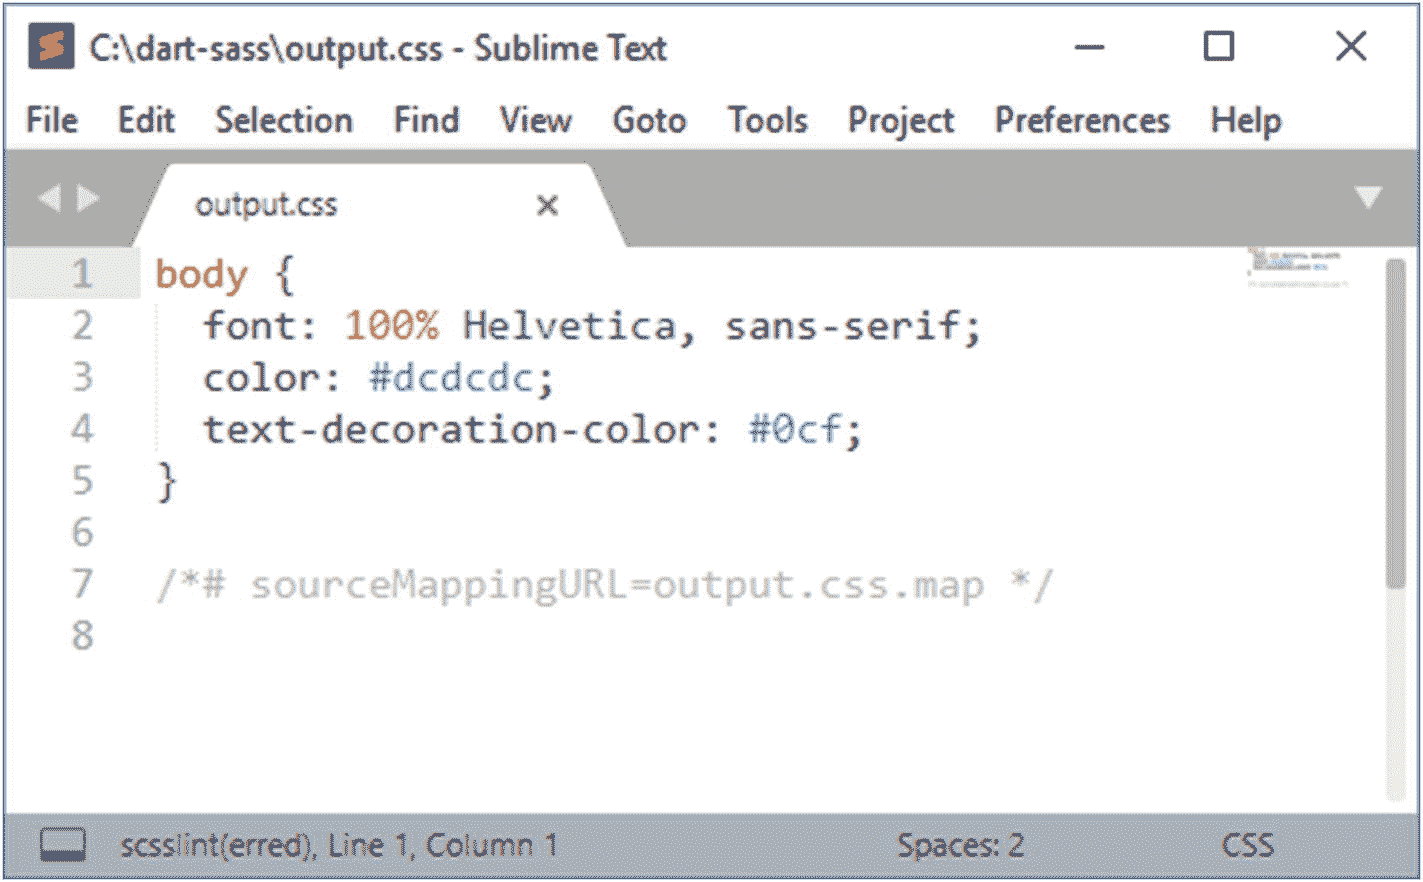 C:\dart-sass\output.css - Sublime Text
File Edit Selection Find View Goto Tools Project Preferences Help
output.css
1 body {
2 font: 100% Helvetica, sans-serif;
3 color: #dcdcdc;
4 text-decoration-color: #0cf;
5 }
6
7 /*# sourceMappingURL=output.css.map */
8
scsslint(erred), Line 1, Column 1 Spaces: 2 CSS